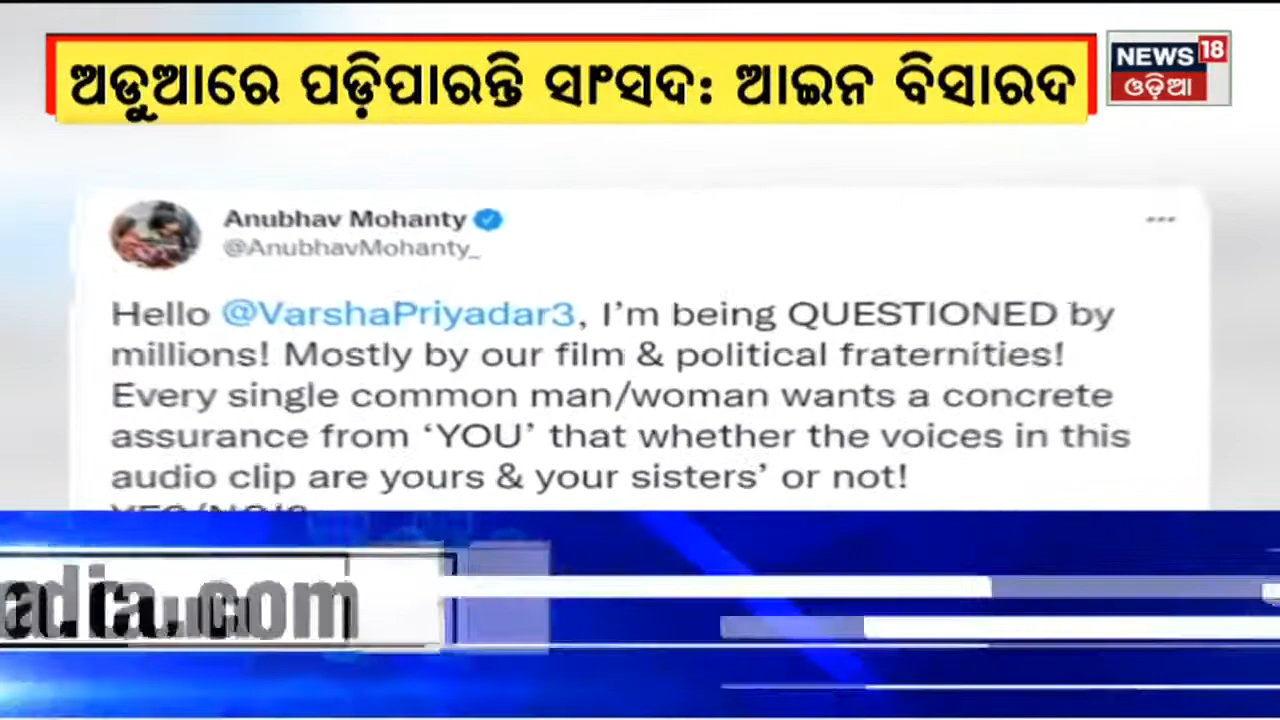 ଅଡୁଆରେ ପଡ଼ିପାରନ୍ତି ସାଂସଦ: ଆଇନ ବିସାରଦ
NEWS 18
ଓଡ଼ିଆ
Anubhav Mohanty
@AnubhavMohanty_
Hello @VarshaPriyadar3, I'm being QUESTIONED by
millions! Mostly by our film & political fraternities!
Every single common man/woman wants a concrete
assurance from ‘YOU’ that whether the voices in this
audio clip are yours & your sisters’ or not!